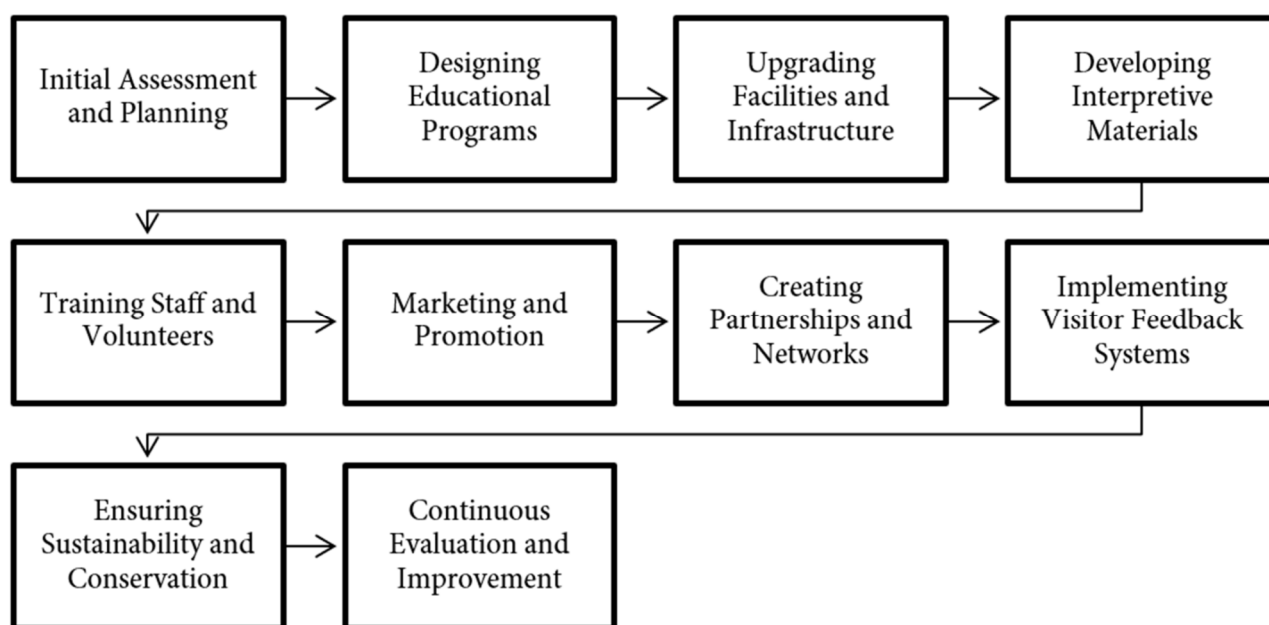 Initial Assessment
and Planning
Designing
Educational
Programs
Upgrading
Facilities and
Infrastructure
Developing
Interpretive
Materials
Training Staff and
Volunteers
Marketing and
Promotion
Creating
Partnerships and
Networks
Implementing
Visitor Feedback
Systems
Ensuring
Sustainability and
Conservation
Continuous
Evaluation and
Improvement